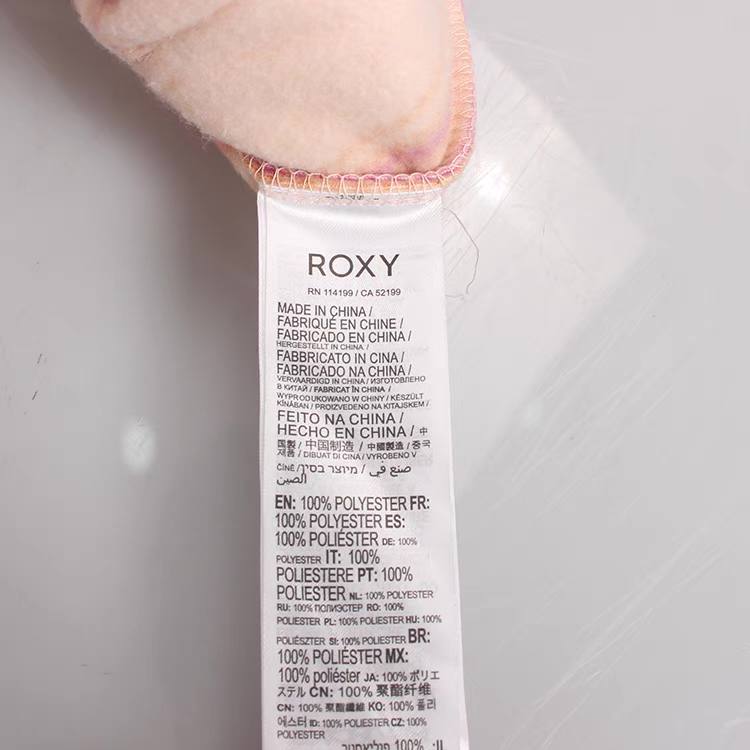 ROXY
RN 114199 / CA 52199
MADE IN CHINA /
FABRIQUÉ EN CHINE /
FABRICADO EN CHINA /
HERGESTELLT IN CHINA /
FABBRICATO IN CINA /
FABRICADO NA CHINA /
VERVAARDIGD IN CHINA / ИЗГОТОВЛЕНО
В КИТАЙ / FABRICAT ÎN CHINA /
WYPRODUKOWANO W CHINY / KÉSZÜLT
KÍNÁBAN / PROIZVEDENO NA KITAJSKEM /
FEITO NA CHINA /
HECHO EN CHINA / 中
国製 / 中国制造 / 中國製造 / 중국
제품 / DIBUAT DI CINA / VYROBENO V
ČÍNĚ / מיוצר בסין / صنع في
الصين
EN: 100% POLYESTER FR:
100% POLYESTER ES:
100% POLIÉSTER DE: 100%
POLYESTER IT: 100%
POLIESTERE PT: 100%
POLIÉSTER NL: 100% POLYESTER
RU: 100% ПОЛИЭСТЕР RO: 100%
POLIESTER PL: 100% POLIESTER HU: 100%
POLIÉSZTER SI: 100% POLIESTER BR:
100% POLIÉSTER MX:
100% poliéster JA: 100% ポリエ
ステル CN: 100% 聚酯纤维
CN: 100% 聚酯纖維 KO: 100% 폴리
에스터 ID: 100% POLIESTER CZ: 100%
POLYESTER
IL: 100% פוליאסטר